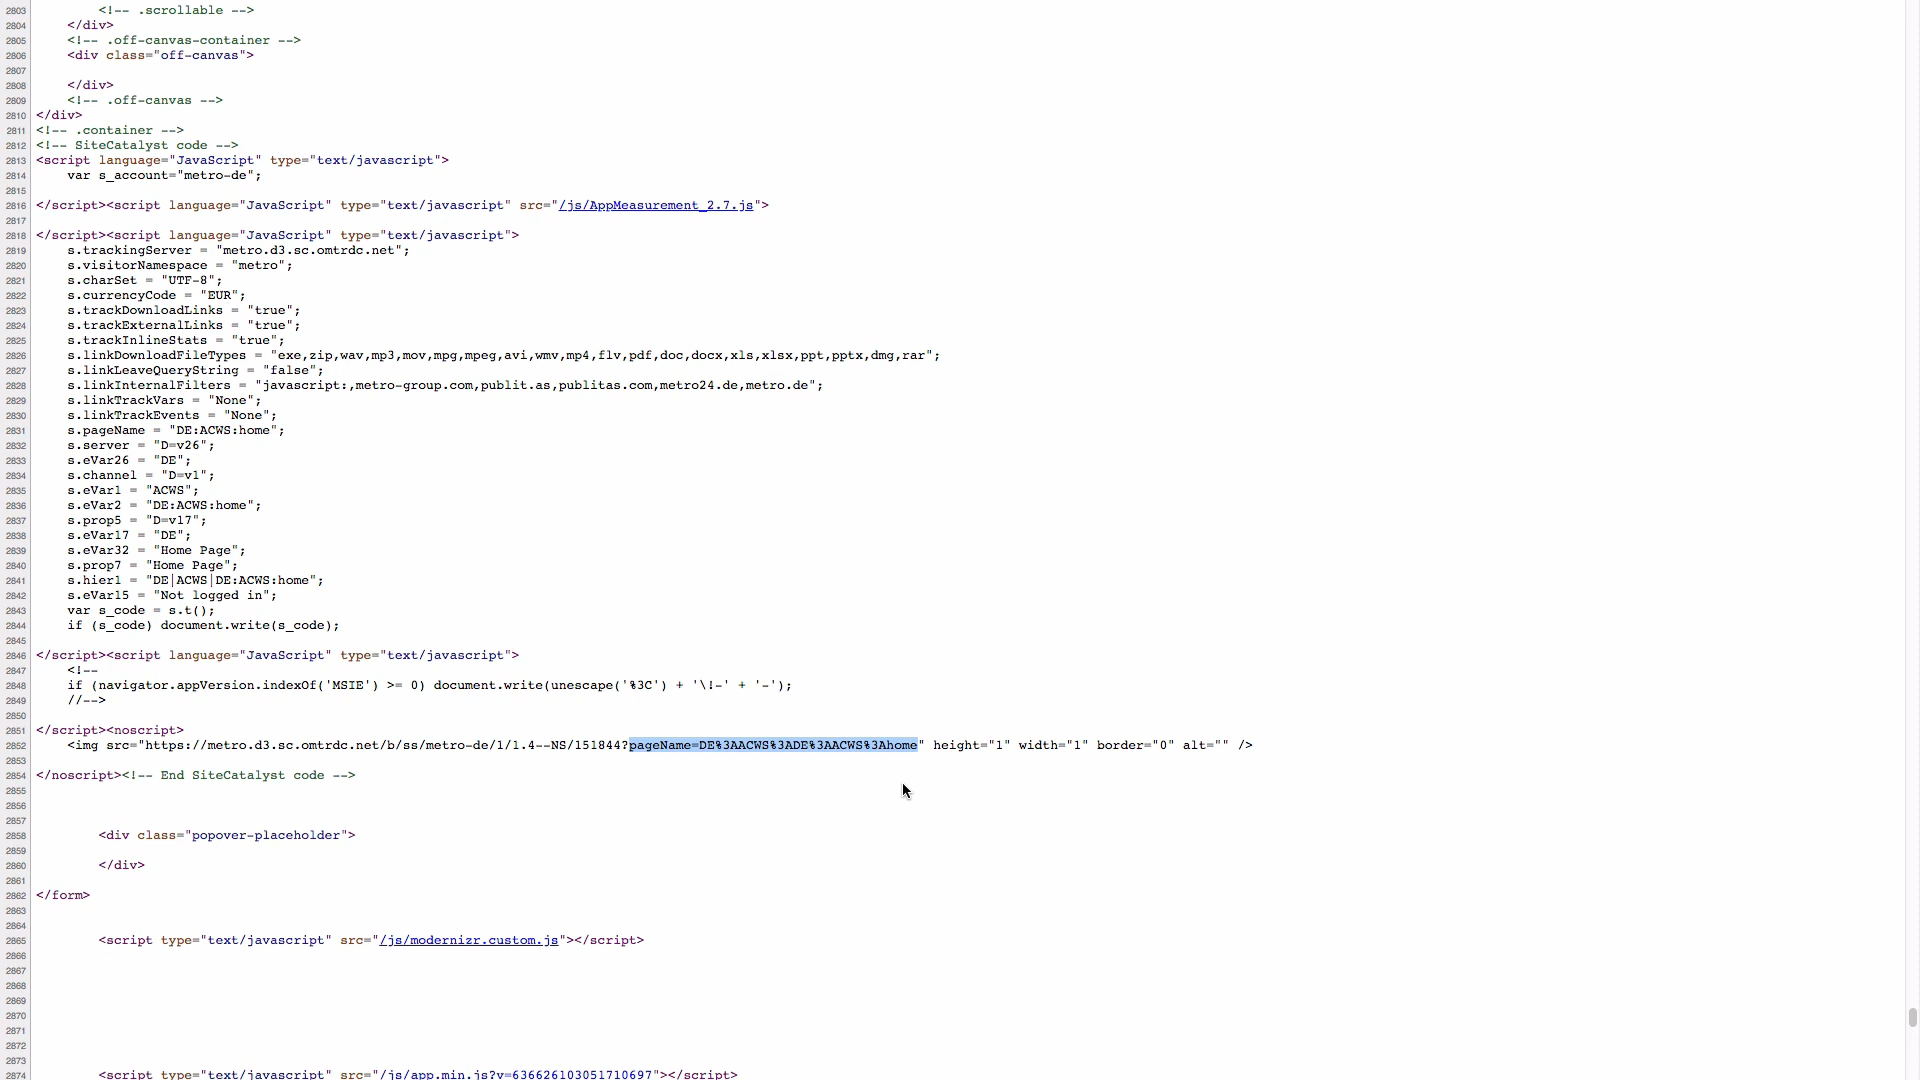 2803 <!-- .scrollable -->
2804 </div>
2805 <!-- .off-canvas-container -->
2806 <div class="off-canvas">
2807
2808 </div>
2809 <!-- .off-canvas -->
2810 </div>
2811 <!-- .container -->
2812 <!-- SiteCatalyst code -->
2813 <script language="JavaScript" type="text/javascript">
2814 var s_account="metro-de";
2815
2816 </script><script language="JavaScript" type="text/javascript" src="/js/AppMeasurement_2.7.js">
2817
2818 </script><script language="JavaScript" type="text/javascript">
2819 s.trackingServer = "metro.d3.sc.omtrdc.net";
2820 s.visitorNamespace = "metro";
2821 s.charSet = "UTF-8";
2822 s.currencyCode = "EUR";
2823 s.trackDownloadLinks = "true";
2824 s.trackExternalLinks = "true";
2825 s.trackInlineStats = "true";
2826 s.linkDownloadFileTypes = "exe,zip,wav,mp3,mov,mpg,mpeg,avi,wmv,mp4,flv,pdf,doc,docx,xls,xlsx,ppt,pptx,dmg,rar";
2827 s.linkLeaveQueryString = "false";
2828 s.linkInternalFilters = "javascript:,metro-group.com,publit.as,publitas.com,metro24.de,metro.de";
2829 s.linkTrackVars = "None";
2830 s.linkTrackEvents = "None";
2831 s.pageName = "DE:ACWS:home";
2832 s.server = "D=v26";
2833 s.eVar26 = "DE";
2834 s.channel = "D=v1";
2835 s.eVar1 = "ACWS";
2836 s.eVar2 = "DE:ACWS:home";
2837 s.prop5 = "D=v17";
2838 s.eVar17 = "DE";
2839 s.eVar32 = "Home Page";
2840 s.prop7 = "Home Page";
2841 s.hier1 = "DE|ACWS|DE:ACWS:home";
2842 s.eVar15 = "Not logged in";
2843 var s_code = s.t();
2844 if (s_code) document.write(s_code);
2845
2846 </script><script language="JavaScript" type="text/javascript">
2847 <!--
2848 if (navigator.appVersion.indexOf('MSIE') >= 0) document.write(unescape('%3C') + '\!-' + '-');
2849 //-->
2850
2851 </script><noscript>
2852 <img src="https://metro.d3.sc.omtrdc.net/b/ss/metro-de/1/1.4--NS/151844?pageName=DE%3AACWS%3ADE%3AACWS%3Ahome" height="1" width="1" border="0" alt="" />
2853
2854 </noscript><!-- End SiteCatalyst code -->
2855
2856
2857
2858 <div class="popover-placeholder">
2859
2860 </div>
2861
2862 </form>
2863
2864
2865 <script type="text/javascript" src="/js/modernizr.custom.js"></script>
2866
2867
2868
2869
2870
2871
2872
2873
2874 <script type="text/javascript" src="/js/app.min.js?v=636626103051710697"></script>